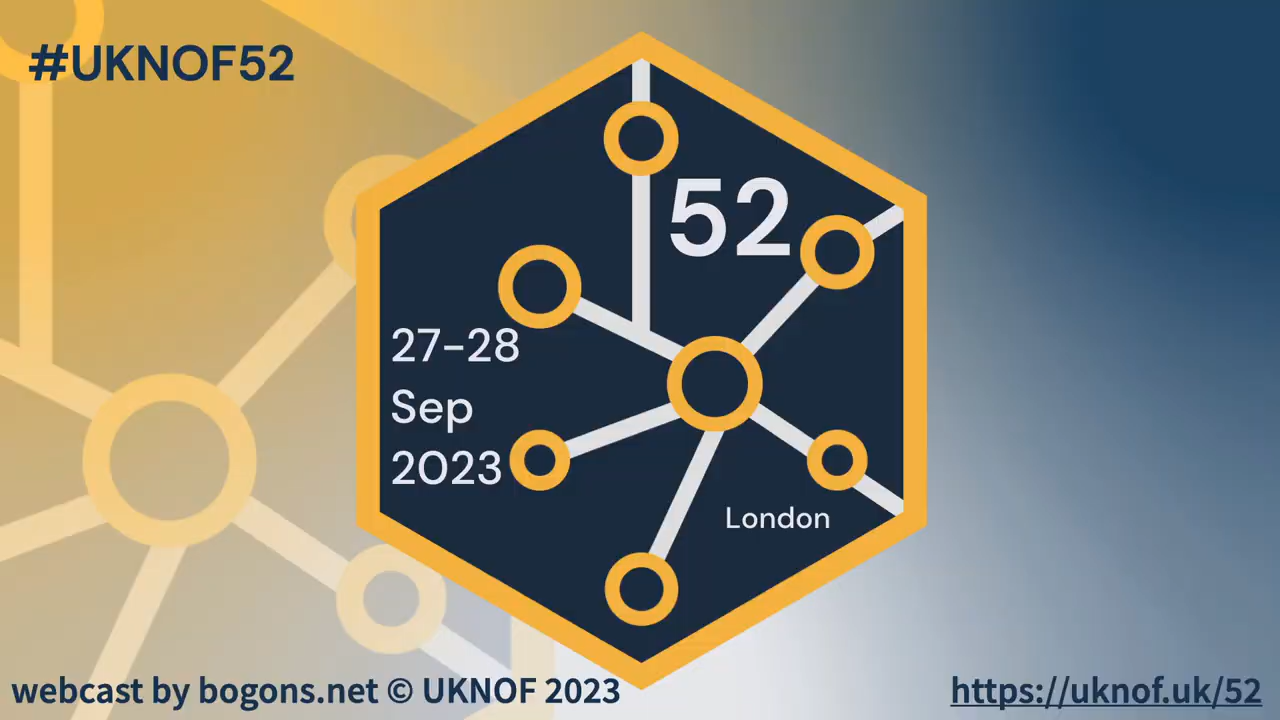 #UKNOF52
52
27-28
Sep
2023
London
webcast by bogons.net © UKNOF 2023
https://uknof.uk/52